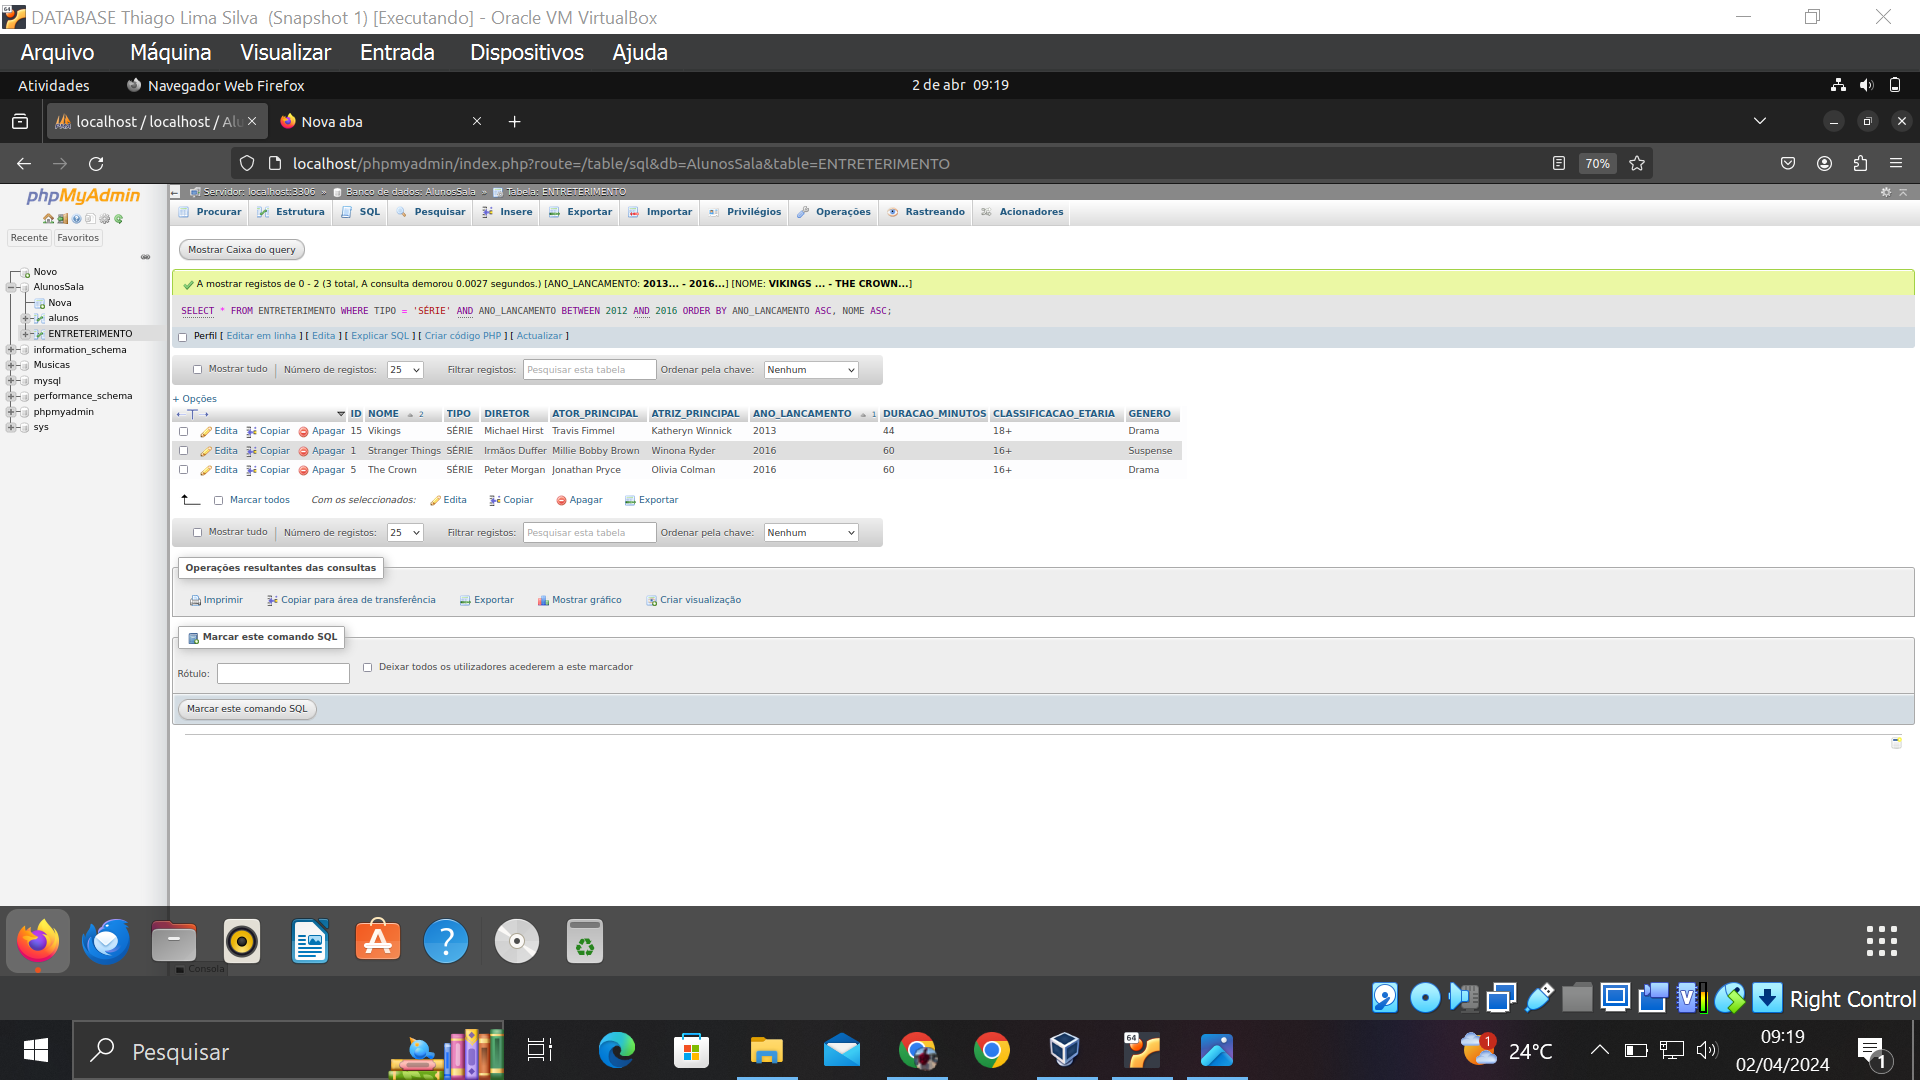 DATABASE Thiago Lima Silva (Snapshot 1) [Executando] - Oracle VM VirtualBox
Arquivo Máquina Visualizar Entrada Dispositivos Ajuda
Atividades Navegador Web Firefox 2 de abr 09:19
localhost / localhost / Alu Nova aba
localhost/phpmyadmin/index.php?route=/table/sql&db=AlunosSala&table=ENTRETERIMENTO 70%
phpMyAdmin
Recente Favoritos
Novo
AlunosSala
Nova
alunos
ENTRETERIMENTO
information_schema
Musicas
mysql
performance_schema
phpmyadmin
sys
Servidor: localhost:3306 » Banco de dados: AlunosSala » Tabela: ENTRETERIMENTO
Procurar Estrutura SQL Pesquisar Insere Exportar Importar Privilégios Operações Rastreando Acionadores
Mostrar Caixa do query
A mostrar registos de 0 - 2 (3 total, A consulta demorou 0.0027 segundos.) [ANO_LANCAMENTO: 2013... - 2016...] [NOME: VIKINGS ... - THE CROWN...]
SELECT * FROM ENTRETERIMENTO WHERE TIPO = 'SÉRIE' AND ANO_LANCAMENTO BETWEEN 2012 AND 2016 ORDER BY ANO_LANCAMENTO ASC, NOME ASC;
Perfil [ Editar em linha ] [ Edita ] [ Explicar SQL ] [ Criar código PHP ] [ Actualizar ]
Mostrar tudo Número de registos: 25 Filtrar registos: Pesquisar esta tabela Ordenar pela chave: Nenhum
+ Opções
ID NOME 2 TIPO DIRETOR ATOR_PRINCIPAL ATRIZ_PRINCIPAL ANO_LANCAMENTO 1 DURACAO_MINUTOS CLASSIFICACAO_ETARIA GENERO
Edita Copiar Apagar 15 Vikings SÉRIE Michael Hirst Travis Fimmel Katheryn Winnick 2013 44 18+ Drama
Edita Copiar Apagar 1 Stranger Things SÉRIE Irmãos Duffer Millie Bobby Brown Winona Ryder 2016 60 16+ Suspense
Edita Copiar Apagar 5 The Crown SÉRIE Peter Morgan Jonathan Pryce Olivia Colman 2016 60 16+ Drama
Marcar todos Com os seleccionados: Edita Copiar Apagar Exportar
Mostrar tudo Número de registos: 25 Filtrar registos: Pesquisar esta tabela Ordenar pela chave: Nenhum
Operações resultantes das consultas
Imprimir Copiar para área de transferência Exportar Mostrar gráfico Criar visualização
Marcar este comando SQL
Rótulo: Deixar todos os utilizadores acederem a este marcador
Marcar este comando SQL
Consola
Right Control
Pesquisar 64 1 24°C 09:19
02/04/2024 1